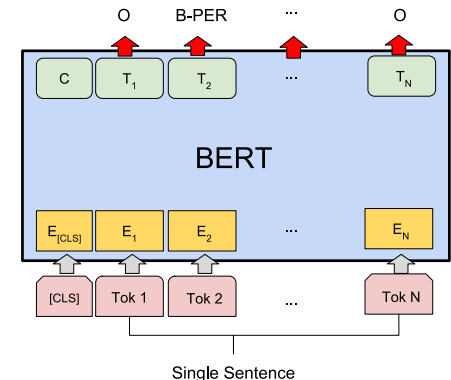 O B-PER ... O
C T1 T2 ... TN
BERT
E[CLS] E1 E2 ... EN
[CLS] Tok 1 Tok 2 ... Tok N
Single Sentence